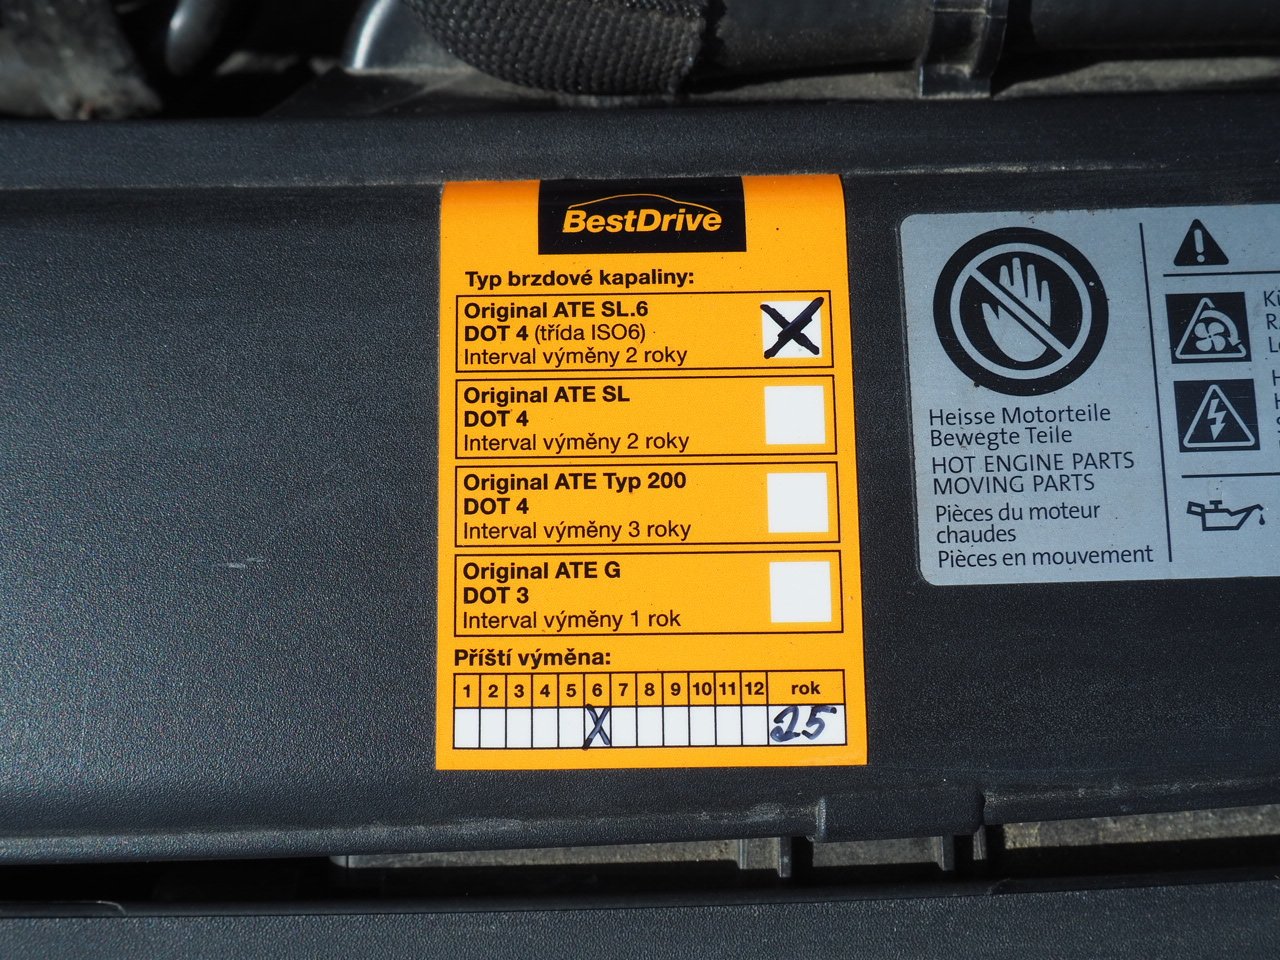 BestDrive
Typ brzdové kapaliny:
Original ATE SL.6
DOT 4 (třída ISO6)
Interval výměny 2 roky
Original ATE SL
DOT 4
Interval výměny 2 roky
Original ATE Typ 200
DOT 4
Interval výměny 3 roky
Original ATE G
DOT 3
Interval výměny 1 rok
Příští výměna:
1 2 3 4 5 6 7 8 9 10 11 12 rok
X 25
Heisse Motorteile
Bewegte Teile
HOT ENGINE PARTS
MOVING PARTS
Pièces du moteur
chaudes
Pièces en mouvement